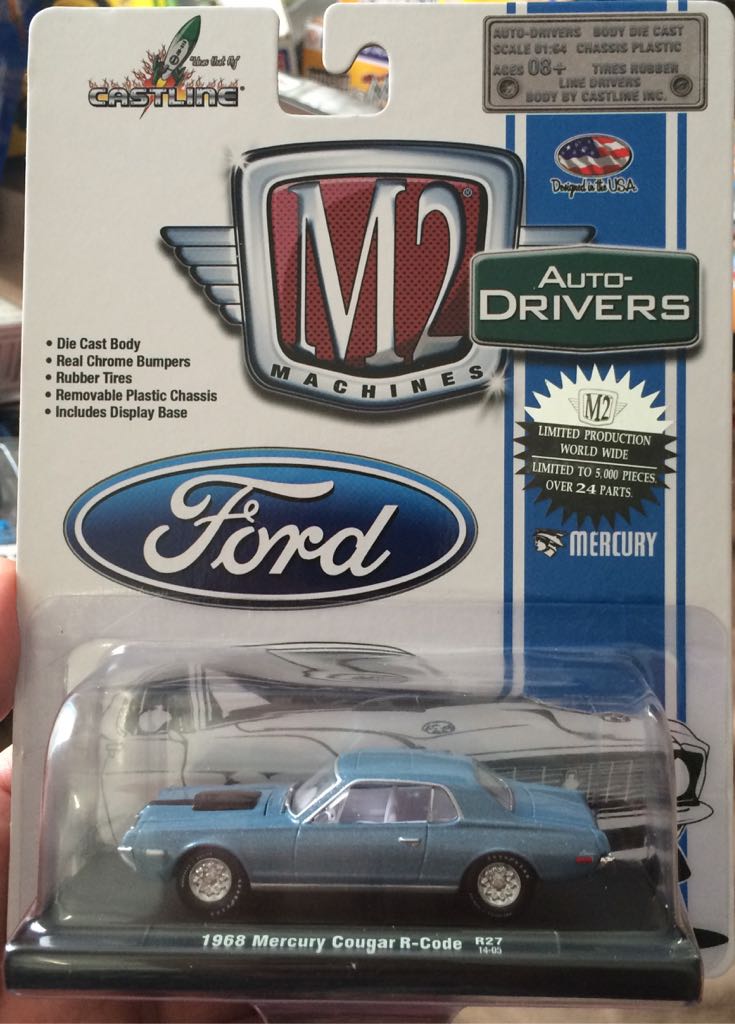 "How Hot R/
CASTLINE®
AUTO-DRIVERS BODY DIE CAST
SCALE 01:64 CHASSIS PLASTIC
AGES 08+ TIRES RUBBER
LINE DRIVERS
BODY BY CASTLINE INC.
Designed in the U.S.A.
M2®
MACHINES
AUTO-
DRIVERS
• Die Cast Body
• Real Chrome Bumpers
• Rubber Tires
• Removable Plastic Chassis
• Includes Display Base
M2
LIMITED PRODUCTION
WORLD WIDE
LIMITED TO 5,000 PIECES.
OVER 24 PARTS.
Ford
MERCURY
1968 Mercury Cougar R-Code R27
14-05